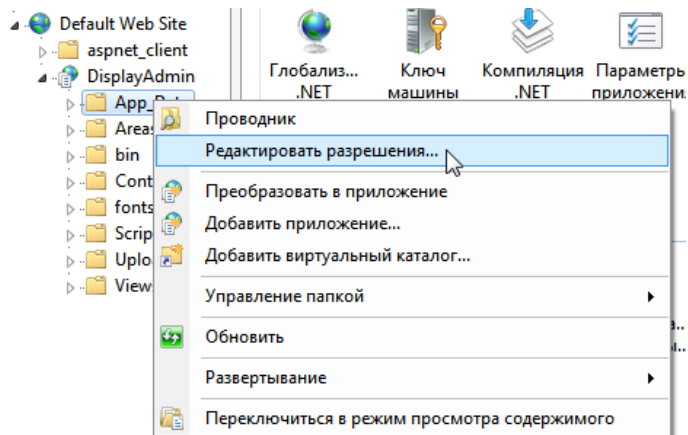 Default Web Site
aspnet_client
DisplayAdmin
Areas
bin
fonts
Глобализ...
.NET
Ключ
машины
Компиляция
.NET
Параметры
Проводник
Редактировать разрешения...
Преобразовать в приложение
Добавить приложение...
Добавить виртуальный каталог...
Управление папкой
Обновить
Развертывание
Переключиться в режим просмотра содержимого